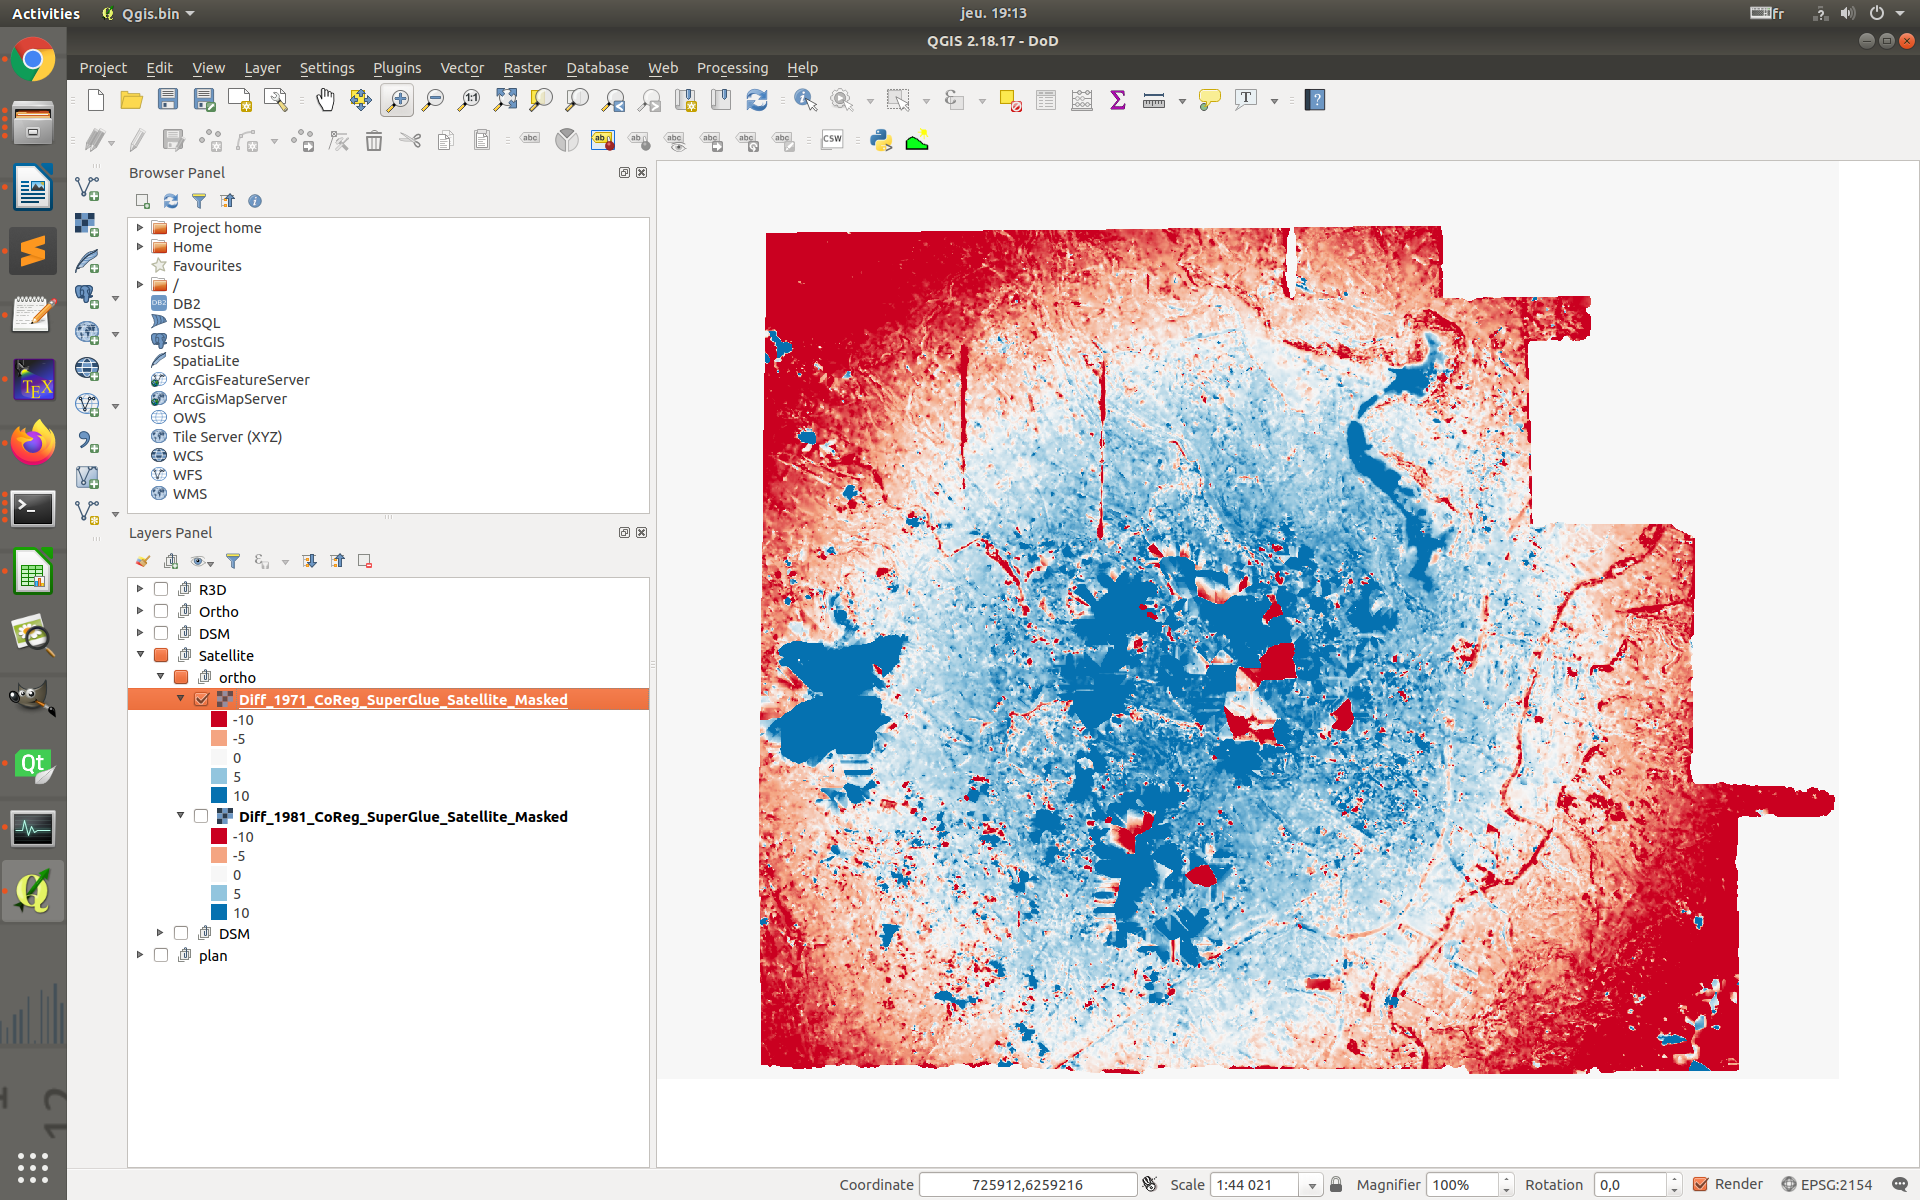 Activities Qgis.bin jeu. 19:13 fr
QGIS 2.18.17 - DoD
Project Edit View Layer Settings Plugins Vector Raster Database Web Processing Help
Browser Panel
Project home
Home
Favourites
/
DB2
MSSQL
PostGIS
SpatiaLite
ArcGisFeatureServer
ArcGisMapServer
OWS
Tile Server (XYZ)
WCS
WFS
WMS
Layers Panel
R3D
Ortho
DSM
Satellite
ortho
Diff_1971_CoReg_SuperGlue_Satellite_Masked
-10
-5
0
5
10
Diff_1981_CoReg_SuperGlue_Satellite_Masked
-10
-5
0
5
10
DSM
plan
Coordinate 725912,6259216 Scale 1:44 021 Magnifier 100% Rotation 0,0 Render EPSG:2154